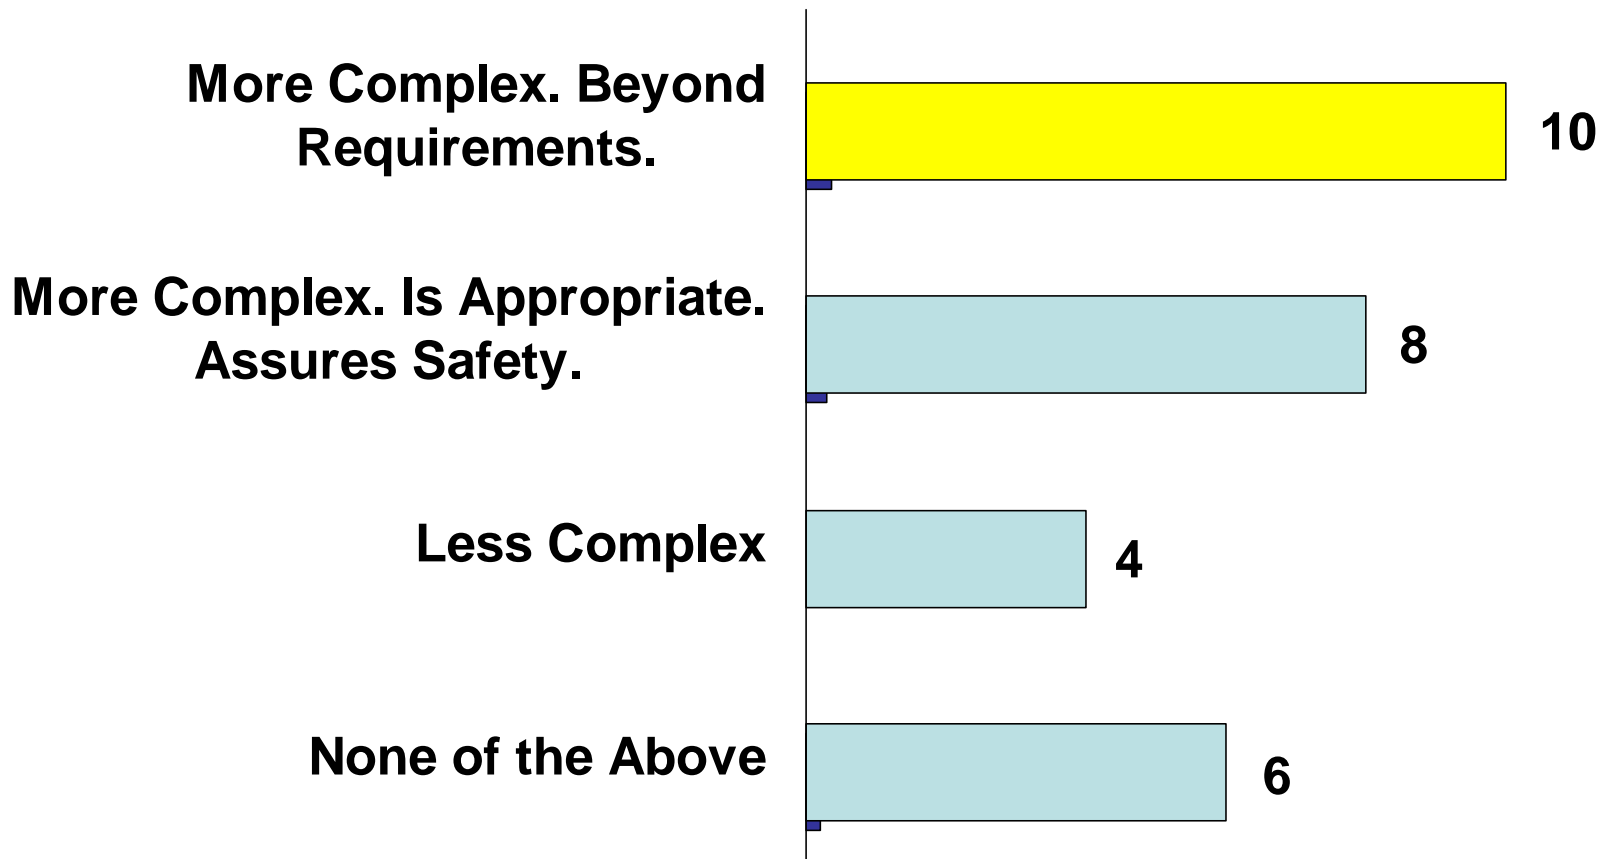 More Complex. Beyond
Requirements.
10
More Complex. Is Appropriate.
Assures Safety.
8
Less Complex
4
None of the Above
6